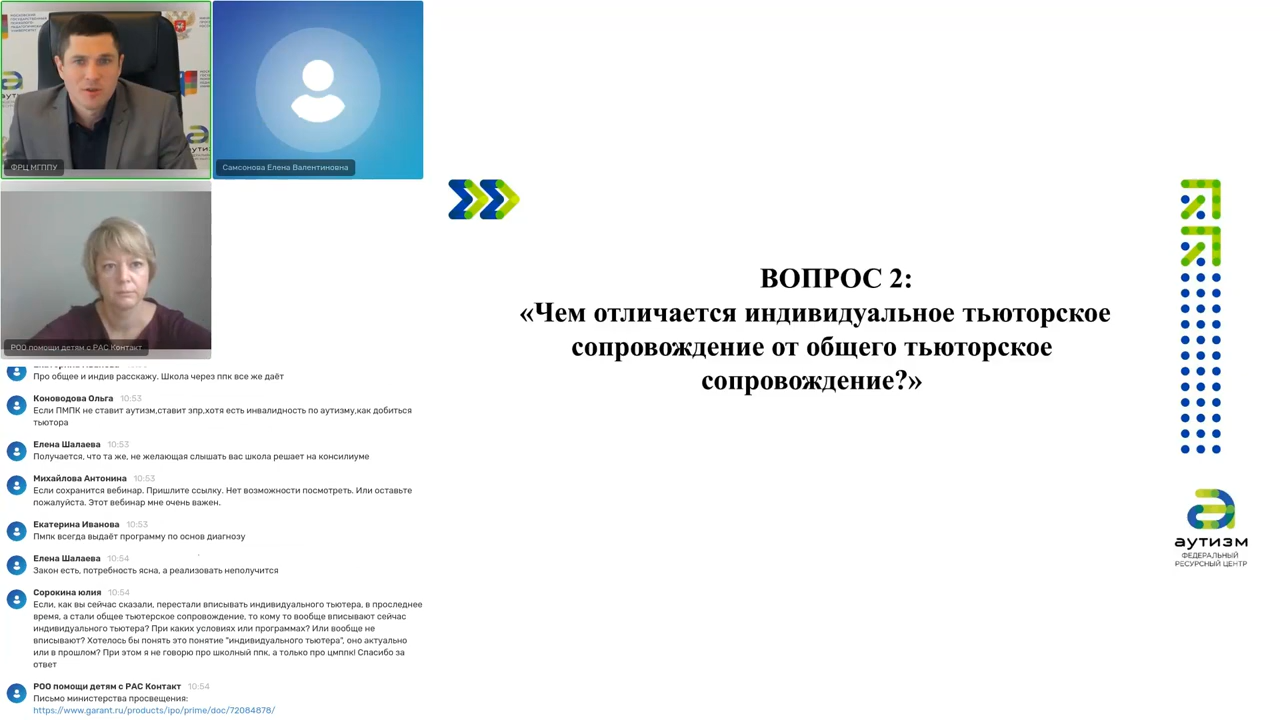 ФРЦ МГППУ
Самсонова Елена Валентиновна
РОО помощи детям с РАС Контакт
Про общее и индив расскажу. Школа через ппк все же даёт
Коноводова Ольга 10:53
Если ПМПК не ставит аутизм,ставит зпр,хотя есть инвалидность по аутизму,как добиться
тьютора
Елена Шалаева 10:53
Получается, что та же, не желающая слышать вас школа решает на консилиуме
Михайлова Антонина 10:53
Если сохранится вебинар. Пришлите ссылку. Нет возможности посмотреть. Или оставьте
пожалуйста. Этот вебинар мне очень важен.
Екатерина Иванова 10:53
Пмпк всегда выдаёт программу по основ диагнозу
Елена Шалаева 10:54
Закон есть, потребность ясна, а реализовать неполучится
Сорокина юлия 10:54
Если, как вы сейчас сказали, перестали вписывать индивидуального тьютера, в последнее
время, а стали общее тьютерское сопровождение, то кому то вообще вписывают сейчас
индивидуального тьютера? При каких условиях или программах? Или вообще не
вписывают? Хотелось бы понять это понятие "индивидуального тьютера", оно актуально
или в прошлом? При этом я не говорю про школьный ппк, а только про цмппк! Спасибо за
ответ
РОО помощи детям с РАС Контакт 10:54
Письмо министерства просвещения:
https://www.garant.ru/products/ipo/prime/doc/72084878/
ВОПРОС 2:
«Чем отличается индивидуальное тьюторское
сопровождение от общего тьюторское
сопровождение?»
аутизм
ФЕДЕРАЛЬНЫЙ
РЕСУРСНЫЙ ЦЕНТР